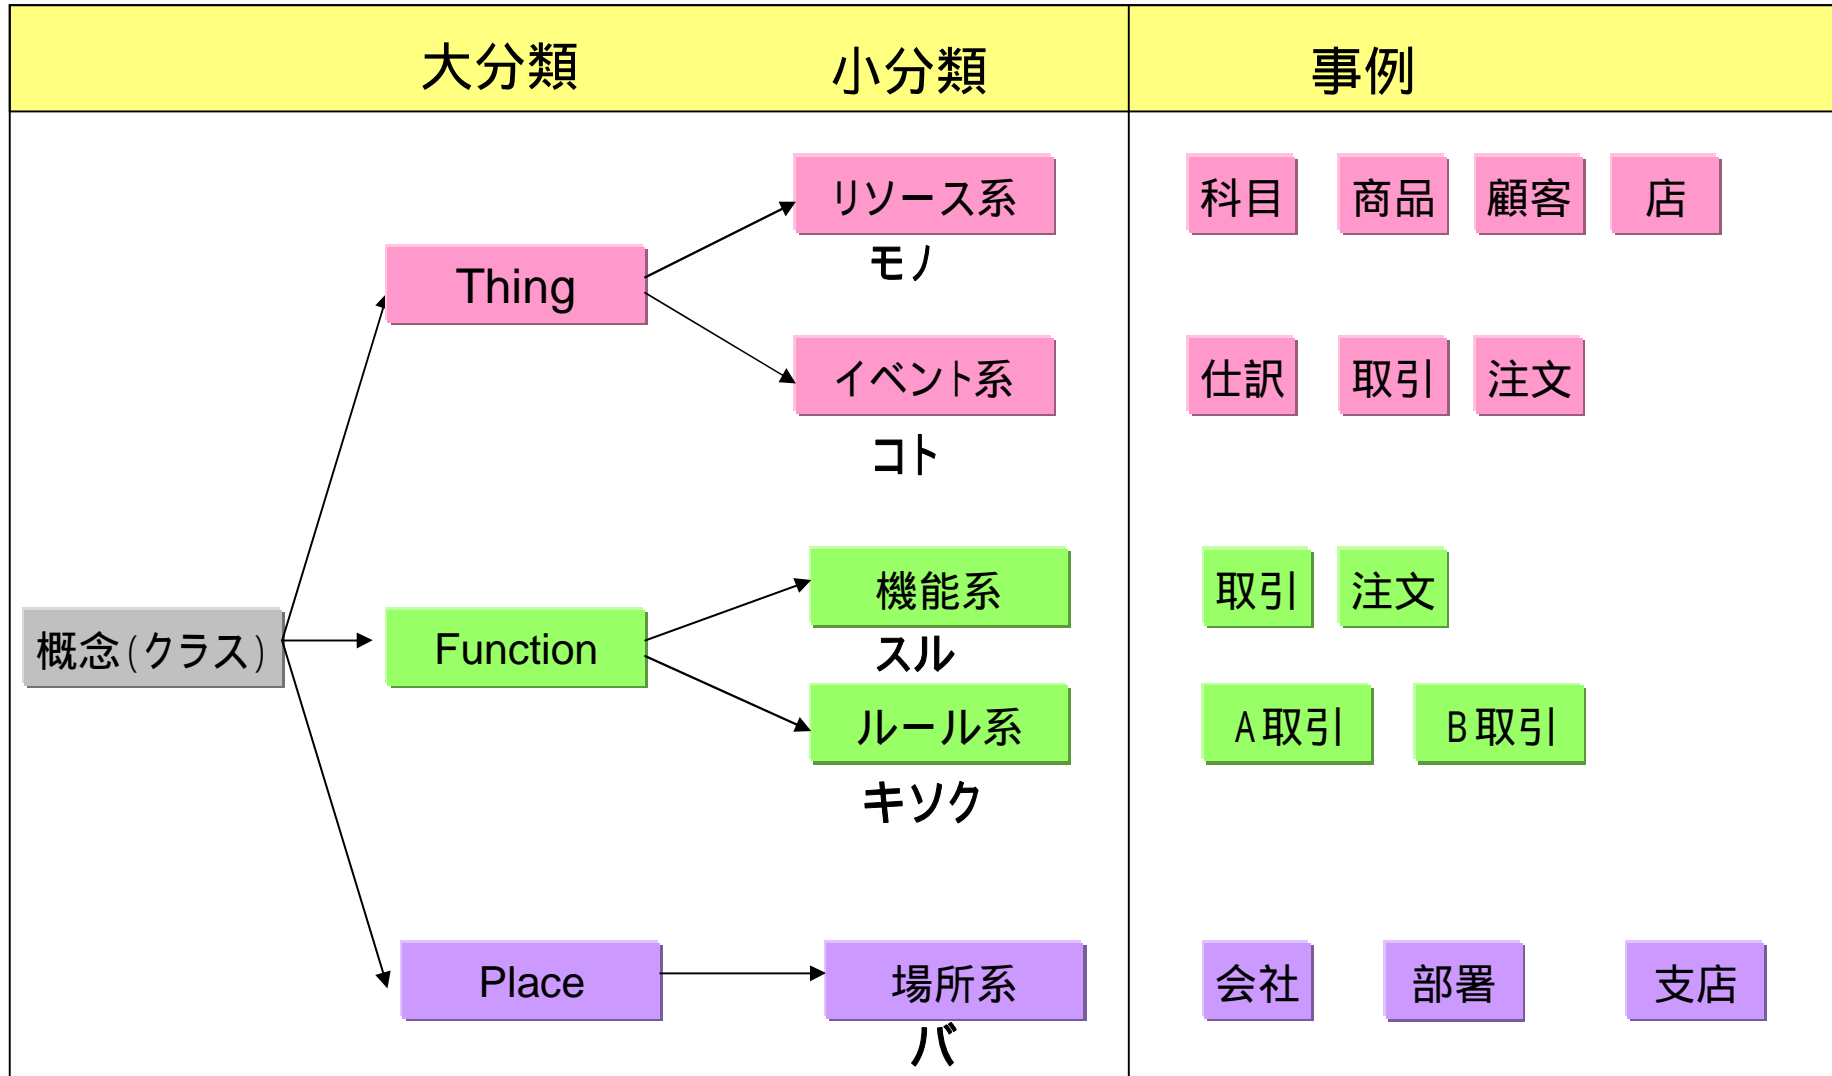 大分類 小分類 事例
リソース系 科目 商品 顧客 店
モノ
Thing
イベント系 仕訳 取引 注文
コト
機能系 取引 注文
概念(クラス) Function スル
ルール系 A取引 B取引
キソク
Place 場所系 会社 部署 支店
バ